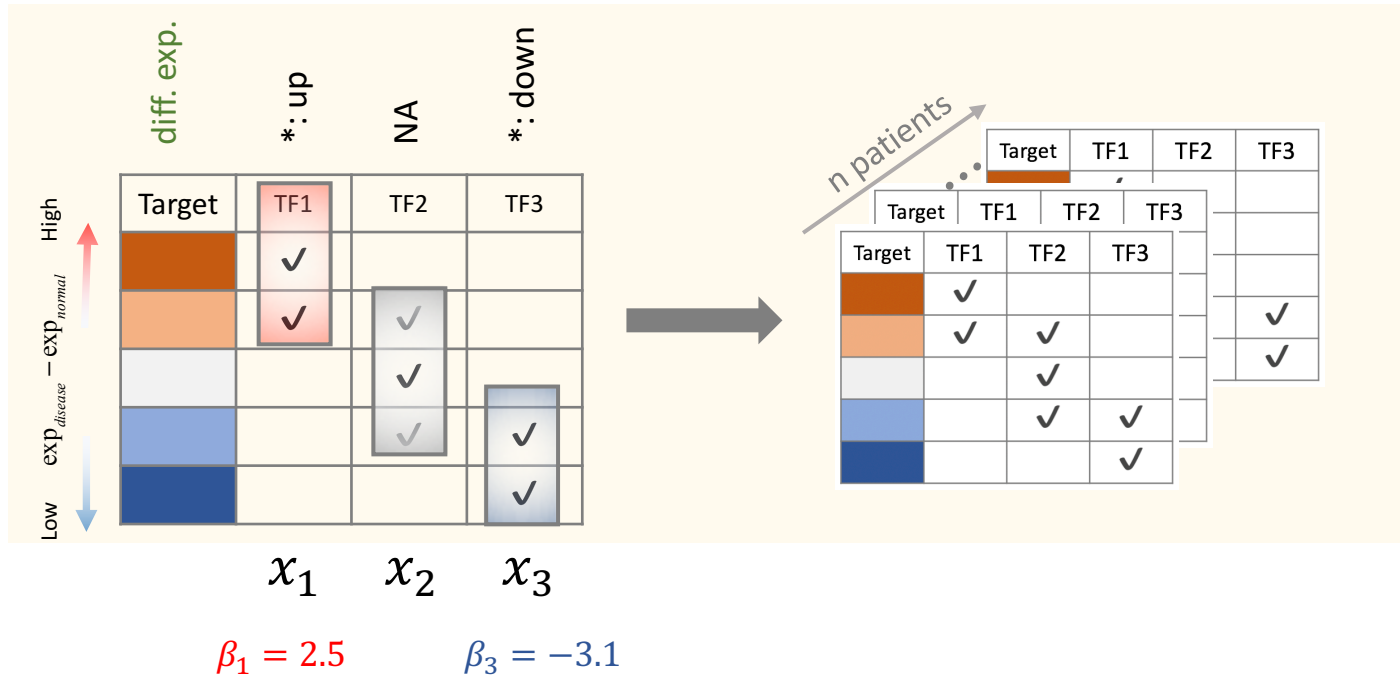 diff. exp.
*: up
NA
*: down
High
exp_disease − exp_normal
Low
Target TF1 TF2 TF3
✓
✓ ✓
✓
✓ ✓
✓
x₁ x₂ x₃
β₁ = 2.5 β₃ = −3.1
n patients
Target TF1 TF2 TF3
Target TF1 TF2 TF3
Target TF1 TF2 TF3
✓
✓ ✓
✓
✓ ✓
✓
✓
✓